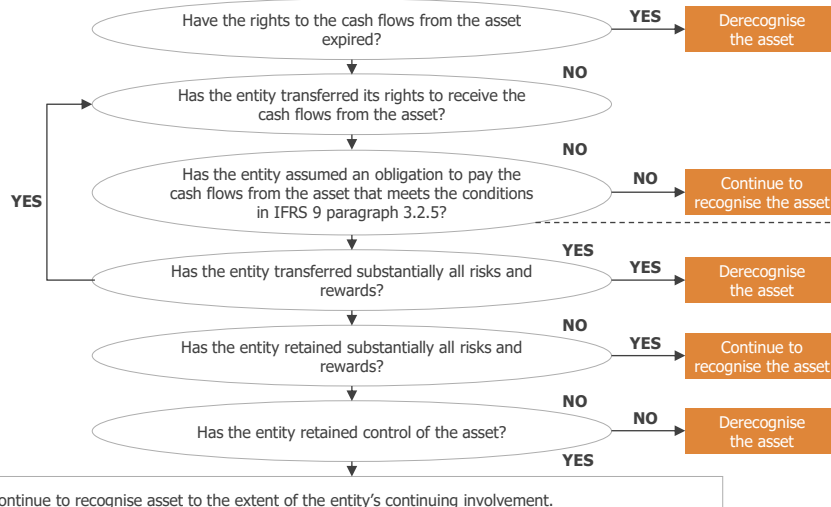 Have the rights to the cash flows from the asset
expired?
YES
Derecognise
the asset
NO
Has the entity transferred its rights to receive the
cash flows from the asset?
NO
Has the entity assumed an obligation to pay the
cash flows from the asset that meets the conditions
in IFRS 9 paragraph 3.2.5?
NO
Continue to
recognise the asset
YES
YES
Has the entity transferred substantially all risks and
rewards?
YES
Derecognise
the asset
NO
Has the entity retained substantially all risks and
rewards?
YES
Continue to
recognise the asset
NO
Has the entity retained control of the asset?
NO
Derecognise
the asset
YES
ontinue to recognise asset to the extent of the entity's continuing involvement.